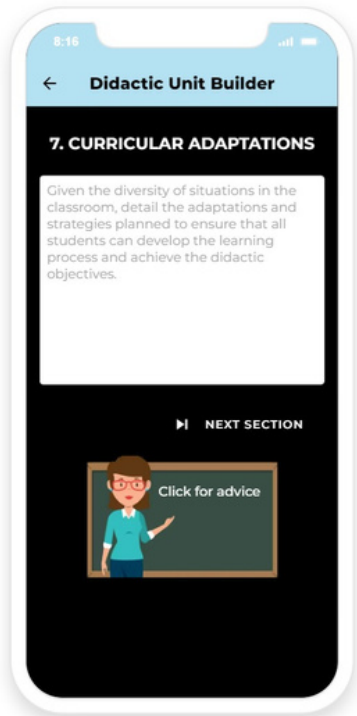 8:16
Didactic Unit Builder
7. CURRICULAR ADAPTATIONS
Given the diversity of situations in the
classroom, detail the adaptations and
strategies planned to ensure that all
students can develop the learning
process and achieve the didactic
objectives.
NEXT SECTION
Click for advice